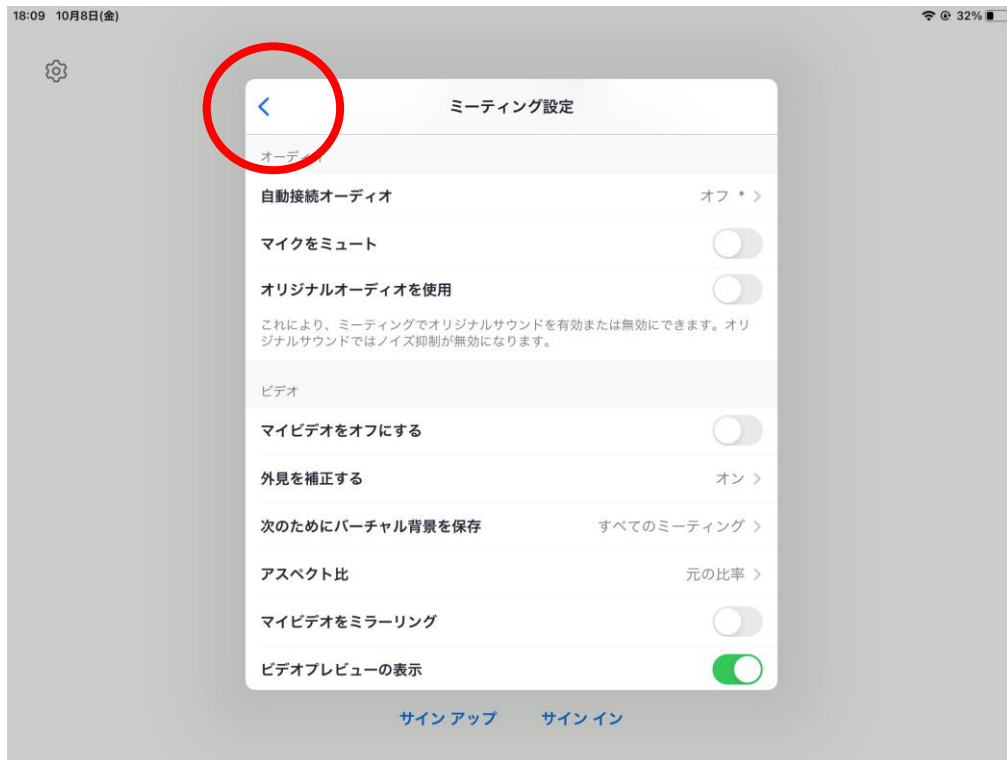 18:09 10月8日(金)
32%
ミーティング設定
オーディオ
自動接続オーディオ
オフ *
マイクをミュート
オリジナルオーディオを使用
これにより、ミーティングでオリジナルサウンドを有効または無効にできます。オリ
ジナルサウンドではノイズ抑制が無効になります。
ビデオ
マイビデオをオフにする
外見を補正する
オン
次のためにバーチャル背景を保存
すべてのミーティング
アスペクト比
元の比率
マイビデオをミラーリング
ビデオプレビューの表示
サイン アップ サイン イン